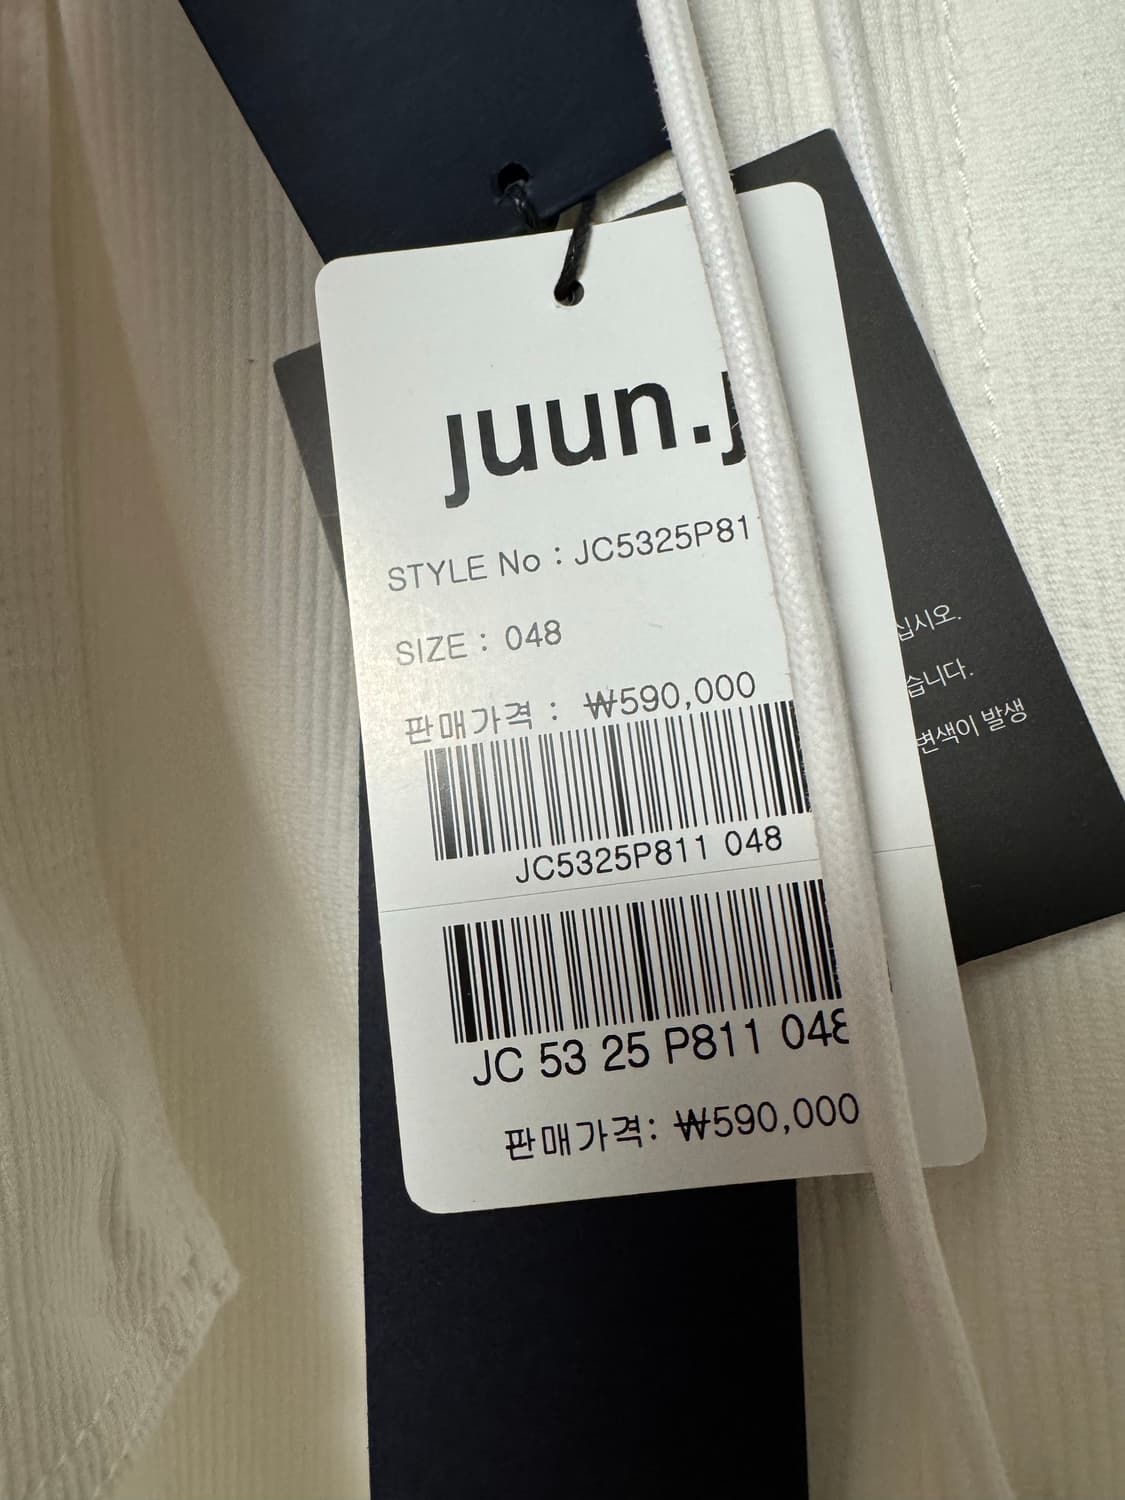 juun.j
STYLE No : JC5325P811
SIZE : 048
판매가격 : ₩590,000
JC5325P811 048
JC 53 25 P811 048
판매가격: ₩590,000
십시오.
습니다.
변색이 발생